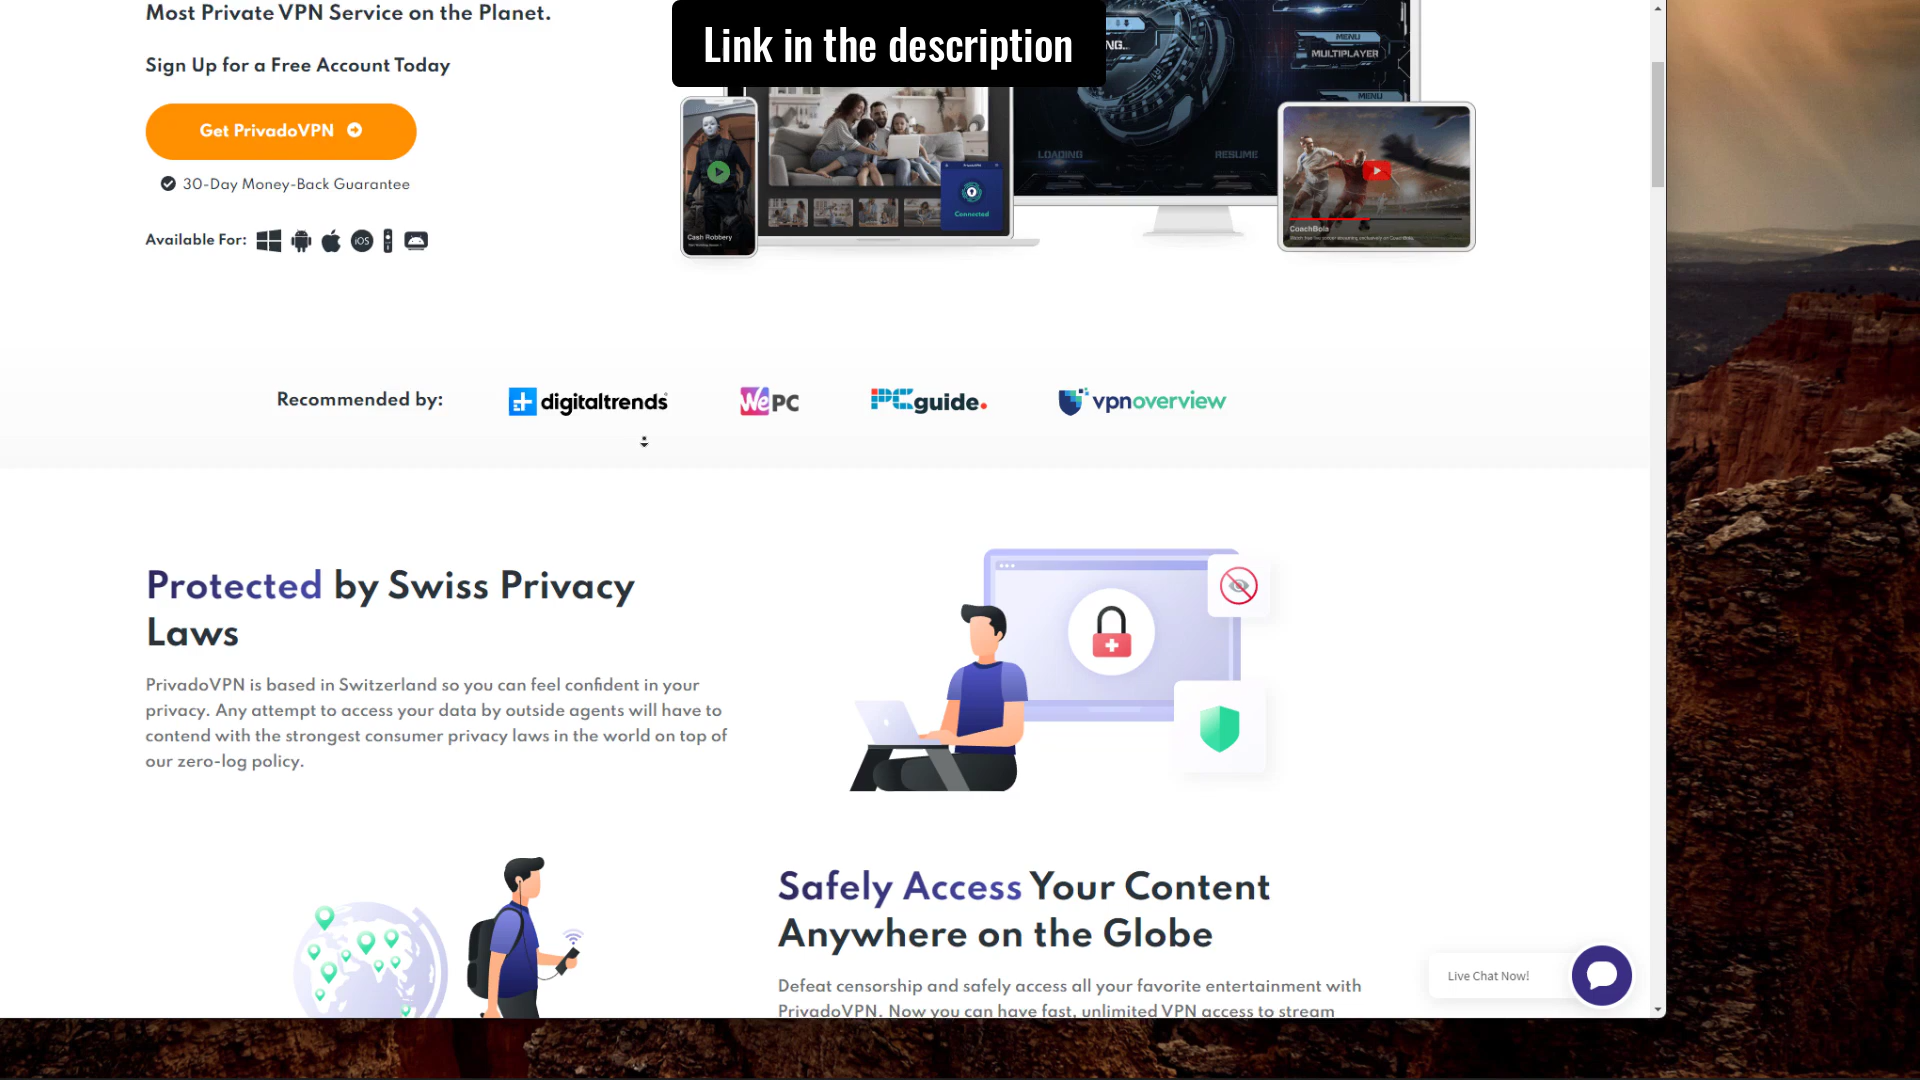 Most Private VPN Service on the Planet.
Link in the description
Sign Up for a Free Account Today
Get PrivadoVPN
30-Day Money-Back Guarantee
Available For:
iOS
NG...
MENU
MULTIPLAYER
MENU
LOADING
RESUME
Connected
Cash Robbery
CoachBola
Recommended by:
digitaltrends
WePC
PCguide.
vpnoverview
Protected by Swiss Privacy
Laws
PrivadoVPN is based in Switzerland so you can feel confident in your
privacy. Any attempt to access your data by outside agents will have to
contend with the strongest consumer privacy laws in the world on top of
our zero-log policy.
Safely Access Your Content
Anywhere on the Globe
Defeat censorship and safely access all your favorite entertainment with
PrivadoVPN. Now you can have fast, unlimited VPN access to stream
Live Chat Now!